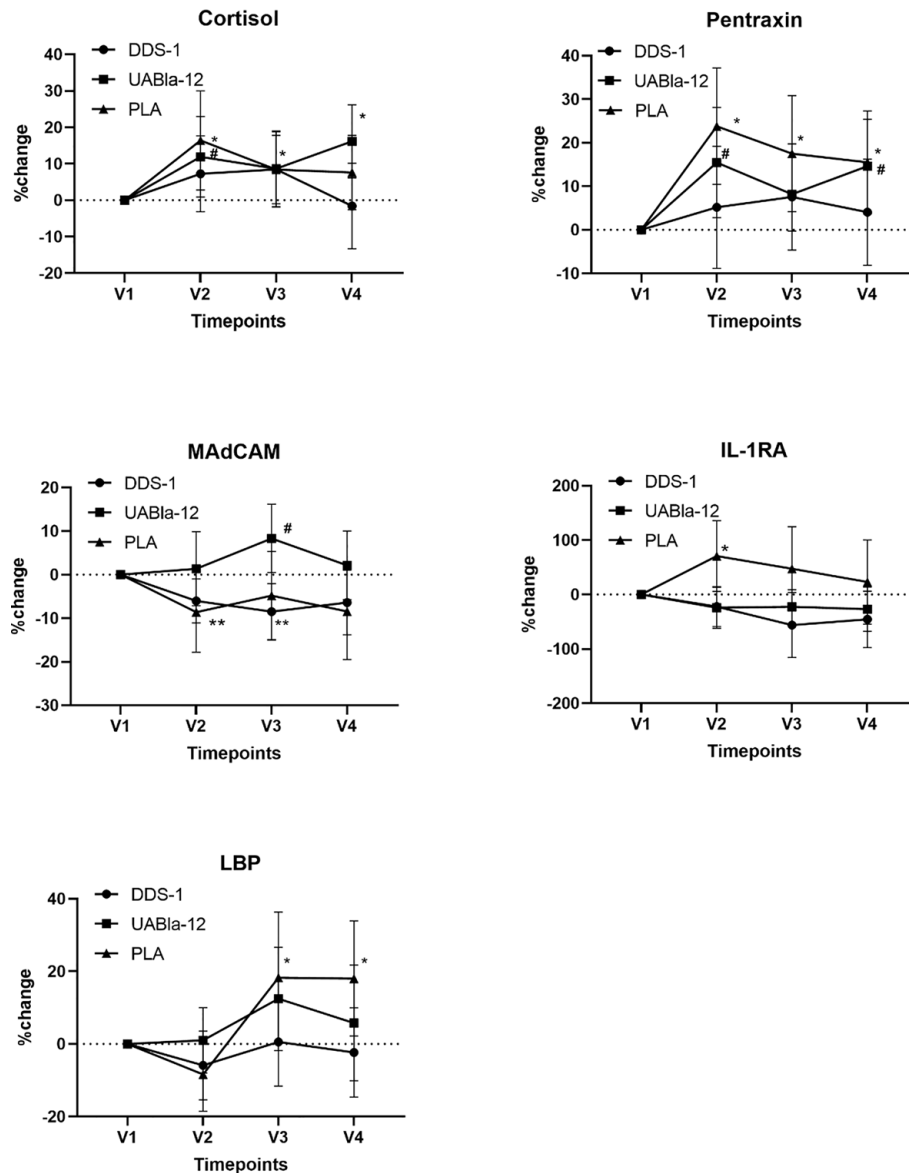 Cortisol
DDS-1
UABla-12
PLA
40
30
20
10
0
-10
-20
%change
*
#
*
*
V1 V2 V3 V4
Timepoints
Pentraxin
DDS-1
UABla-12
PLA
40
30
20
10
0
-10
%change
*
#
*
*
#
V1 V2 V3 V4
Timepoints
MAdCAM
DDS-1
UABla-12
PLA
20
10
0
-10
-20
-30
%change
#
**
**
V1 V2 V3 V4
Timepoints
IL-1RA
DDS-1
UABla-12
PLA
200
100
0
-100
-200
%change
*
V1 V2 V3 V4
Timepoints
LBP
DDS-1
UABla-12
PLA
40
20
0
-20
%change
*
*
V1 V2 V3 V4
Timepoints